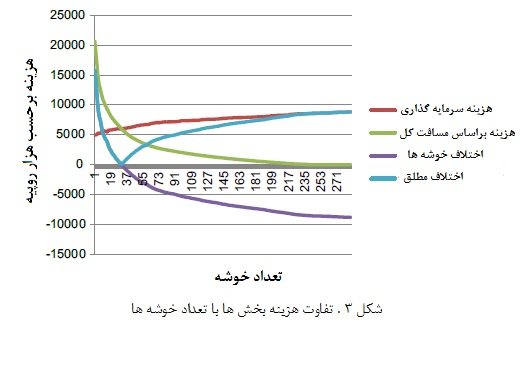 هزینه برحسب هزار روپیه
25000
20000
15000
10000
5000
0
-5000
-10000
-15000
1 19 37 55 73 91 109 127 145 163 181 199 217 235 253 271
هزینه سرمایه گذاری
هزینه براساس مسافت کل
اختلاف خوشه ها
اختلاف مطلق
تعداد خوشه
شکل ۳ . تفاوت هزینه بخش ها با تعداد خوشه ها